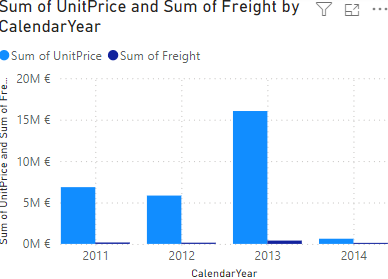 Sum of UnitPrice and Sum of Freight by
CalendarYear
Sum of UnitPrice Sum of Freight
Sum of UnitPrice and Sum of Fre...
20M €
15M €
10M €
5M €
0M €
2011 2012 2013 2014
CalendarYear